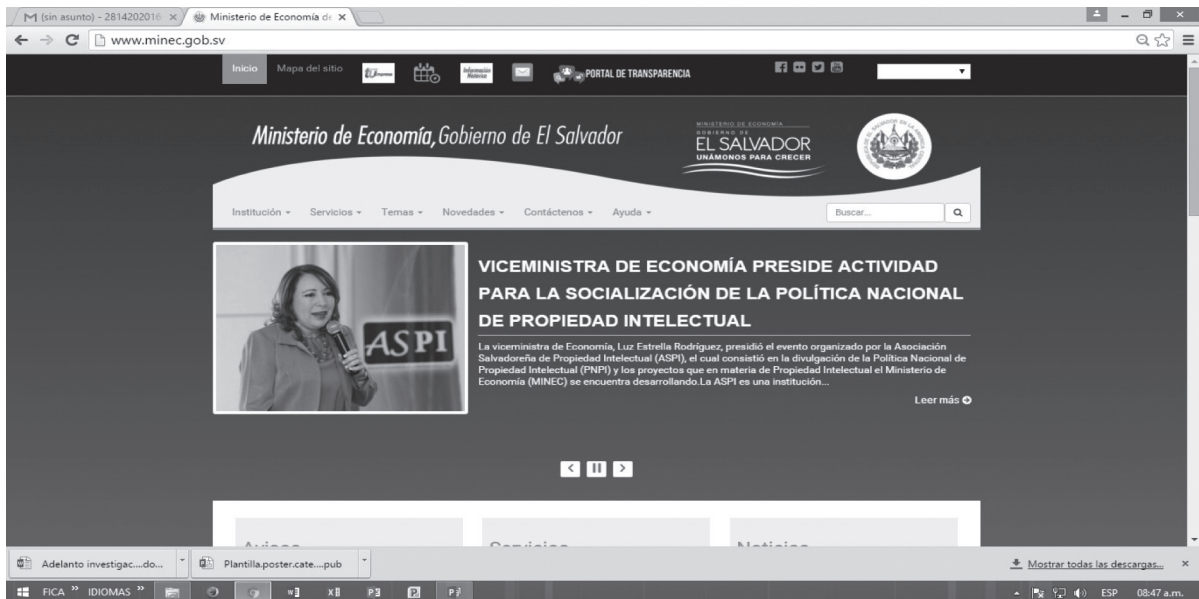 (sin asunto) - 2814202016
Ministerio de Economía de
www.minec.gob.sv
Inicio
Mapa del sitio
PORTAL DE TRANSPARENCIA
Ministerio de Economía, Gobierno de El Salvador
MINISTERIO DE ECONOMÍA
GOBIERNO DE
EL SALVADOR
UNÁMONOS PARA CRECER
Institución
Servicios
Temas
Novedades
Contáctenos
Ayuda
Buscar...
ASPI
VICEMINISTRA DE ECONOMÍA PRESIDE ACTIVIDAD
PARA LA SOCIALIZACIÓN DE LA POLÍTICA NACIONAL
DE PROPIEDAD INTELECTUAL
La viceministra de Economía, Luz Estrella Rodríguez, presidió el evento organizado por la Asociación
Salvadoreña de Propiedad Intelectual (ASPI), el cual consistió en la divulgación de la Política Nacional de
Propiedad Intelectual (PNPI) y los proyectos que en materia de Propiedad Intelectual el Ministerio de
Economía (MINEC) se encuentra desarrollando.La ASPI es una institución...
Leer más
Avisos
Servicios
Noticias
Adelanto investigac....do...
Plantilla.poster.cate....pub
Mostrar todas las descargas...
FICA
IDIOMAS
ESP
08:47 a.m.